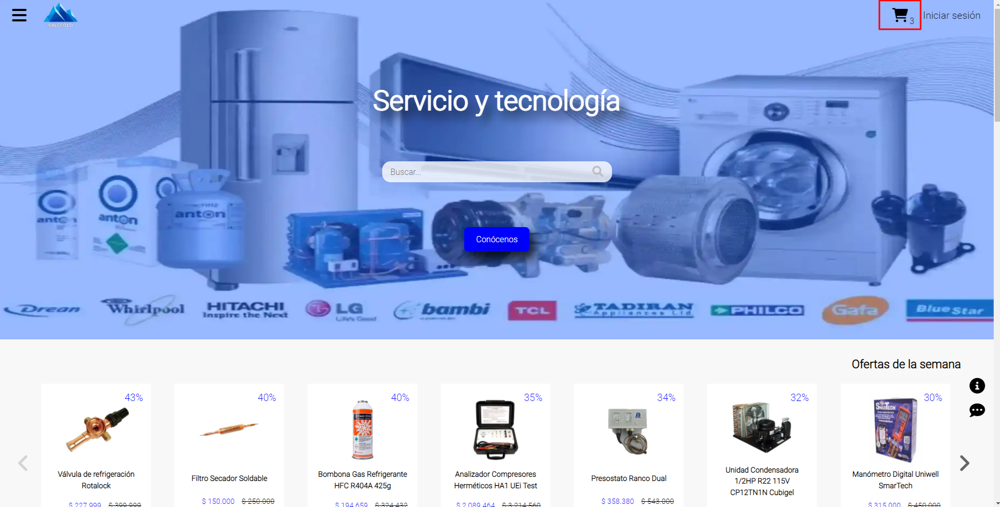 SALECOLD
3
Iniciar sesión
Servicio y tecnología
Buscar...
Conócenos
anton
anton
anton
Drean
Whirlpool
HITACHI
Inspire the Next
LG
Life's Good
bambi
TCL
TADIRAN
Appliances Ltd.
PHILCO
Gafa
Blue Star
Ofertas de la semana
43%
Válvula de refrigeración
Rotalock
$ 227.999 $ 399.999
40%
Filtro Secador Soldable
$ 150.000 $ 250.000
40%
Bombona Gas Refrigerante
HFC R404A 425g
$ 194.659 $ 324.432
35%
Analizador Compresores
Herméticos HA1 UEi Test
$ 2.089.464 $ 3.214.560
34%
Presostato Ranco Dual
$ 358.380 $ 543.000
32%
Unidad Condensadora
1/2HP R22 115V
CP12TN1N Cubigel
30%
SMARTECH
Manómetro Digital Uniwell
SmarTech
$ 315.000 $ 450.000